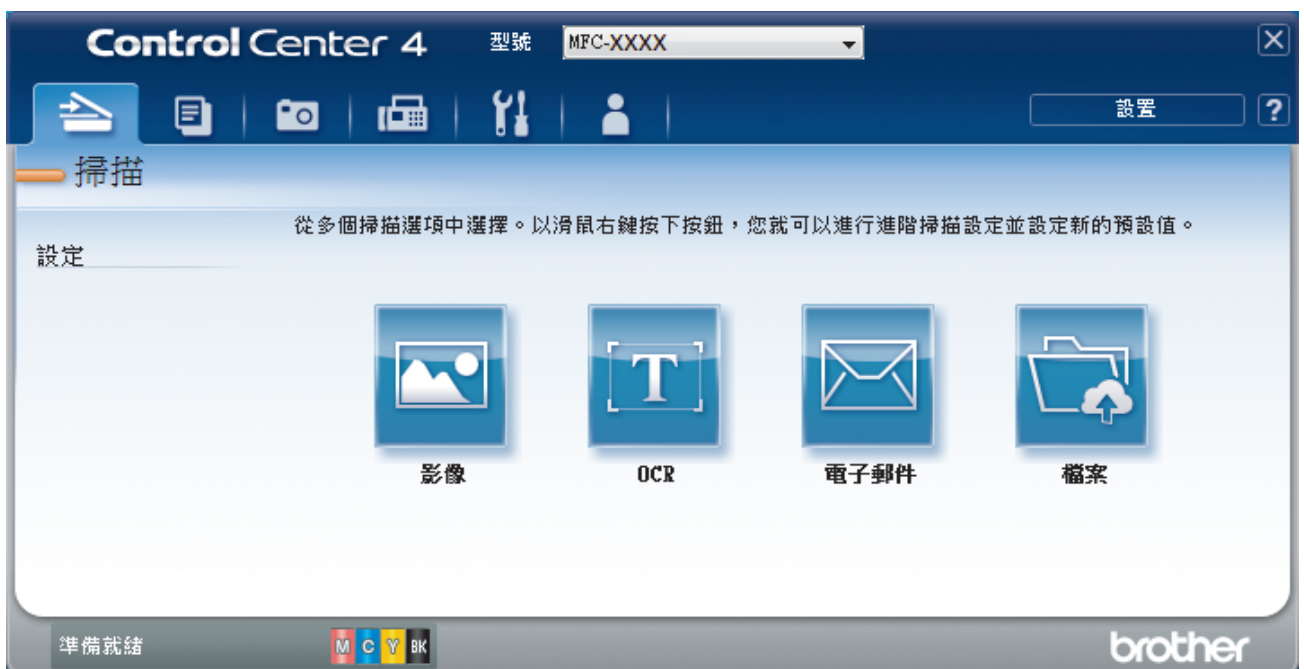 Control Center 4 型號 MFC-XXXX
設置 ?
掃描
從多個掃描選項中選擇。以滑鼠右鍵按下按鈕，您就可以進行進階掃描設定並設定新的預設值。
設定
T
影像 OCR 電子郵件 檔案
準備就緒 M C Y BK brother